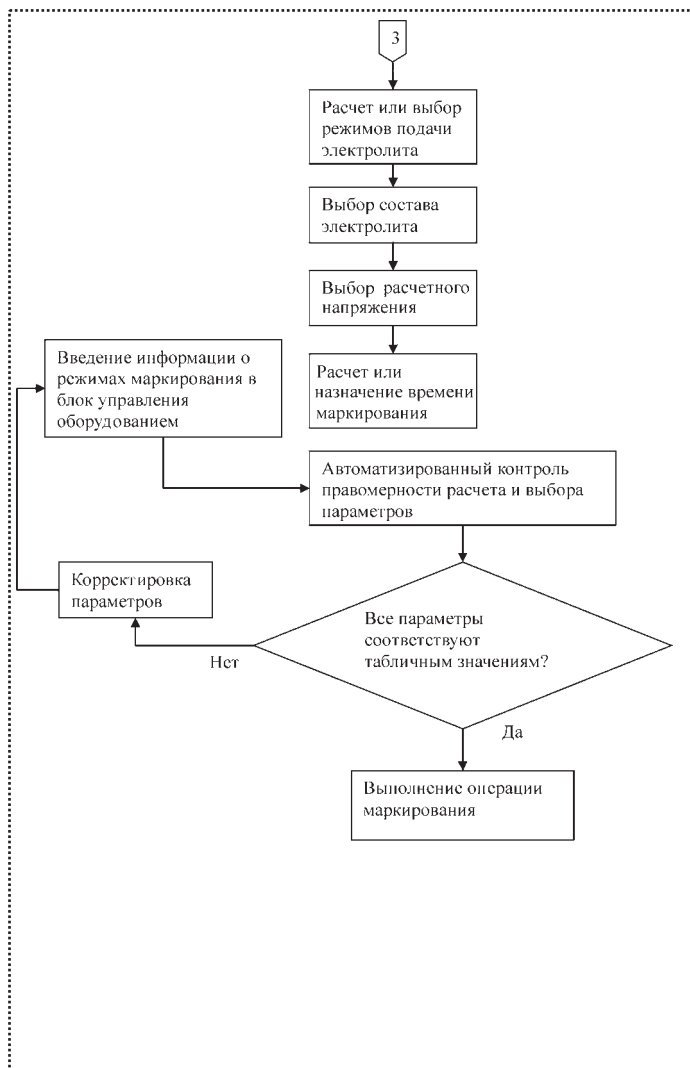 3
Расчет или выбор
режимов подачи
электролита
Выбор состава
электролита
Выбор расчетного
напряжения
Расчет или
назначение времени
маркирования
Введение информации о
режимах маркирования в
блок управления
оборудованием
Автоматизированный контроль
правомерности расчета и выбора
параметров
Корректировка
параметров
Все параметры
соответствуют
табличным значениям?
Нет
Да
Выполнение операции
маркирования